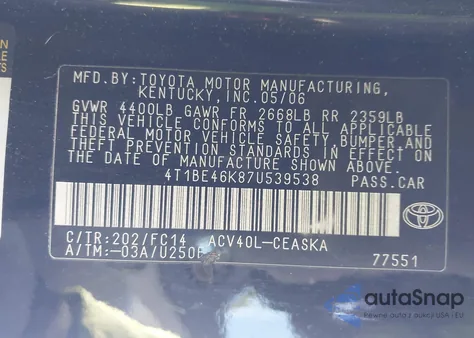 MFD.BY:TOYOTA MOTOR MANUFACTURING,
KENTUCKY, INC.05/06
GVWR 4400LB GAWR FR 2668LB RR 2359LB
THIS VEHICLE CONFORMS TO ALL APPLICABLE
FEDERAL MOTOR VEHICLE SAFETY, BUMPER,AND
THEFT PREVENTION STANDARDS IN EFFECT ON
THE DATE OF MANUFACTURE SHOWN ABOVE.
4T1BE46K87U539538 PASS.CAR
C/TR:202/FC14 ACV40L-CEASKA
A/TM:-03A/U250E
77551
TOYOTA
autoSnap